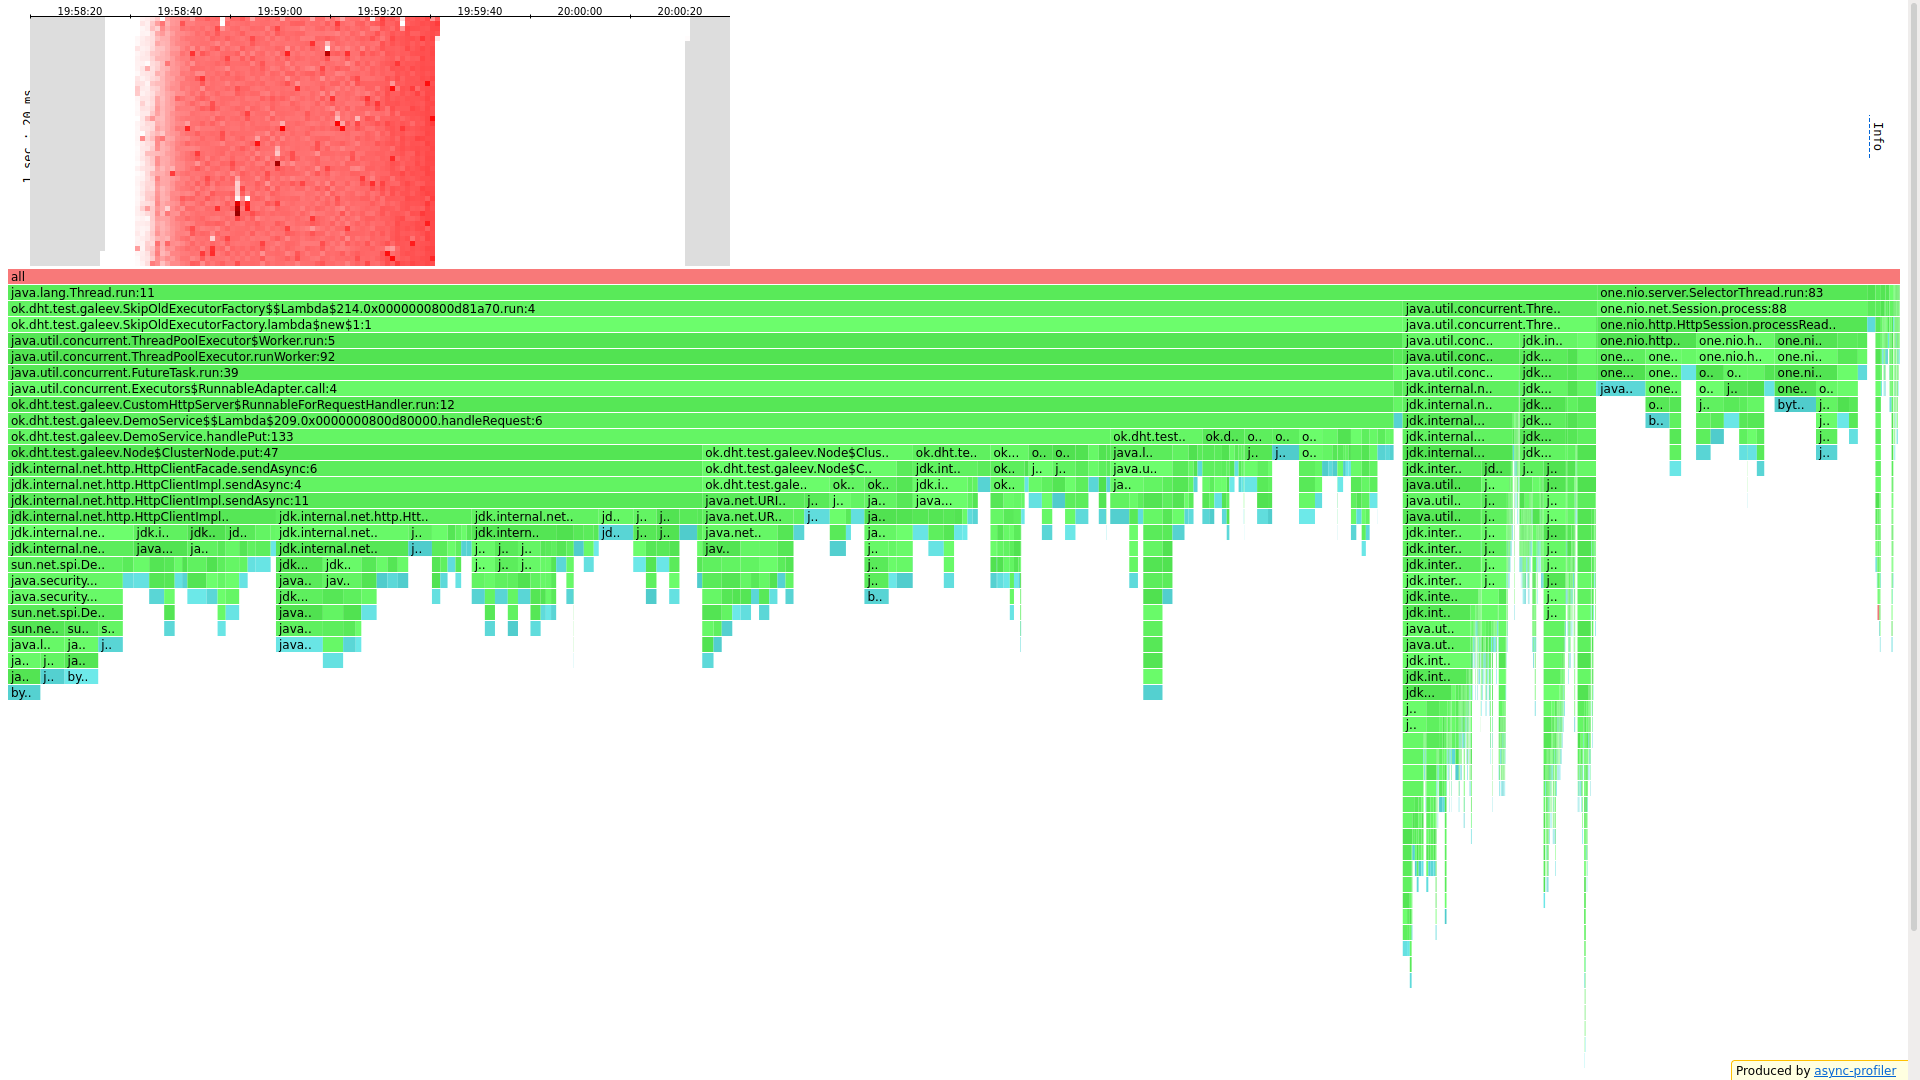 19:58:20 19:58:40 19:59:00 19:59:20 19:59:40 20:00:00 20:00:20
1 sec · 20 ms
Info
all
java.lang.Thread.run:11 one.nio.server.SelectorThread.run:83
ok.dht.test.galeev.SkipOldExecutorFactory$$Lambda$214.0x0000000800d81a70.run:4 java.util.concurrent.Thre.. one.nio.net.Session.process:88
ok.dht.test.galeev.SkipOldExecutorFactory.lambda$new$1:1 java.util.concurrent.Thre.. one.nio.http.HttpSession.processRead..
java.util.concurrent.ThreadPoolExecutor$Worker.run:5 java.util.conc.. jdk.in.. one.nio.http.. one.nio.h.. one.ni..
java.util.concurrent.ThreadPoolExecutor.runWorker:92 java.util.conc.. jdk... one... one.. one.nio.h.. one.ni..
java.util.concurrent.FutureTask.run:39 java.util.conc.. jdk... one... one.. o.. o.. one.ni..
java.util.concurrent.Executors$RunnableAdapter.call:4 jdk.internal.n.. jdk... java.. one.. o.. j.. one.. o..
ok.dht.test.galeev.CustomHttpServer$RunnableForRequestHandler.run:12 jdk.internal.n.. jdk... o.. j.. byt.. j..
ok.dht.test.galeev.DemoService$$Lambda$209.0x0000000800d80000.handleRequest:6 jdk.internal... jdk... b.. j..
ok.dht.test.galeev.DemoService.handlePut:133 ok.dht.test.. ok.d.. o.. o.. o.. jdk.internal... jdk... j..
ok.dht.test.galeev.Node$ClusterNode.put:47 ok.dht.test.galeev.Node$Clus.. ok.dht.te.. ok... o.. o.. java.l.. j.. j.. o.. jdk.internal... jdk... j..
jdk.internal.net.http.HttpClientFacade.sendAsync:6 ok.dht.test.galeev.Node$C.. jdk.int.. ok.. j.. j.. java.u.. jdk.inter.. jd.. j.. j..
jdk.internal.net.http.HttpClientImpl.sendAsync:4 ok.dht.test.gale.. ok.. ok.. jdk.i.. ok.. ja.. java.util.. j.. j..
jdk.internal.net.http.HttpClientImpl.sendAsync:11 java.net.URI.. j.. j.. ja.. java... java.util.. j.. j..
jdk.internal.net.http.HttpClientImpl.. jdk.internal.net.http.Htt.. jdk.internal.net.. jd.. j.. j.. java.net.UR.. j.. ja.. java.util.. j.. j..
jdk.internal.ne.. jdk.i.. jdk.. jd.. jdk.internal.net.. j.. jdk.intern.. jd.. j.. j.. java.net.. ja.. jdk.inter.. j.. j..
jdk.internal.ne.. java... ja.. jdk.internal.net.. j.. j.. j.. j.. jav.. j.. jdk.inter.. j.. j..
sun.net.spi.De.. jdk... jdk.. j.. j.. j.. j.. jdk.inter.. j.. j..
java.security... java.. jav.. j.. jdk.inter.. j.. j..
java.security... jdk... b.. jdk.inte.. j..
sun.net.spi.De.. java.. jdk.int.. j..
sun.ne.. su.. s.. java.. java.ut..
java.l.. ja.. j.. java.. java.ut..
ja.. j.. ja.. jdk.int..
ja.. j.. by.. jdk.int..
by.. jdk...
j..
j..
Produced by async-profiler